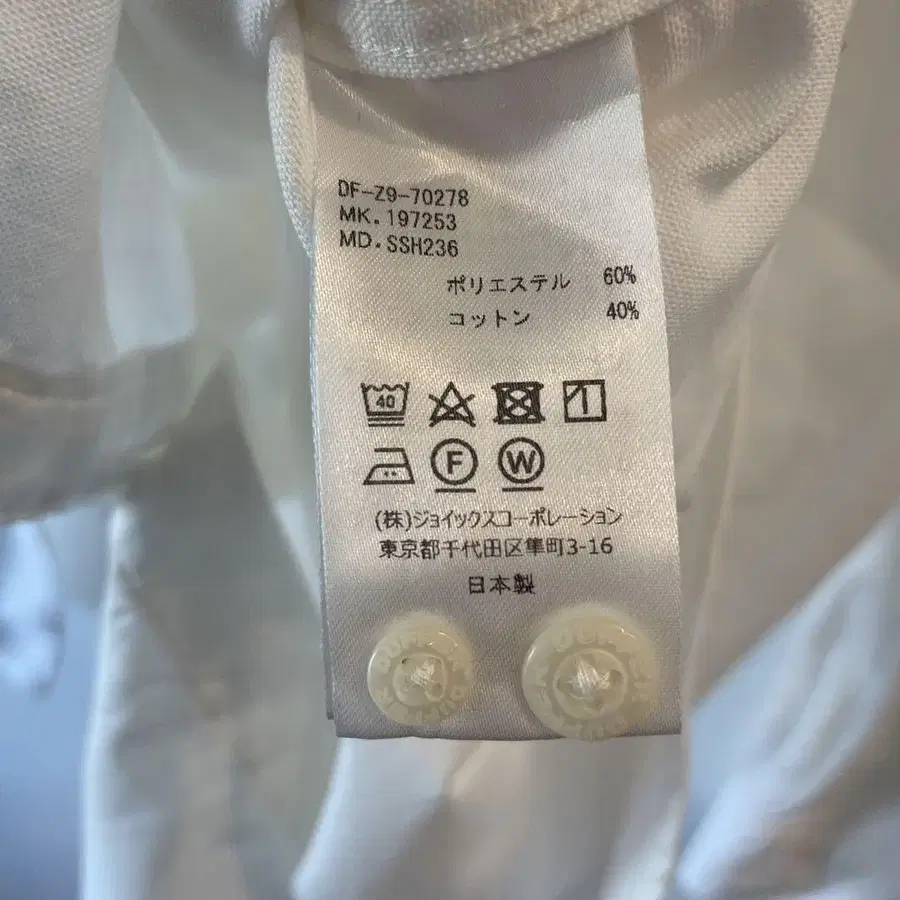 DF-Z9-70278
MK.197253
MD.SSH236
ポリエステル 60%
コットン 40%
40
F W
(株)ジョイックスコーポレーション
東京都千代田区隼町3-16
日本製